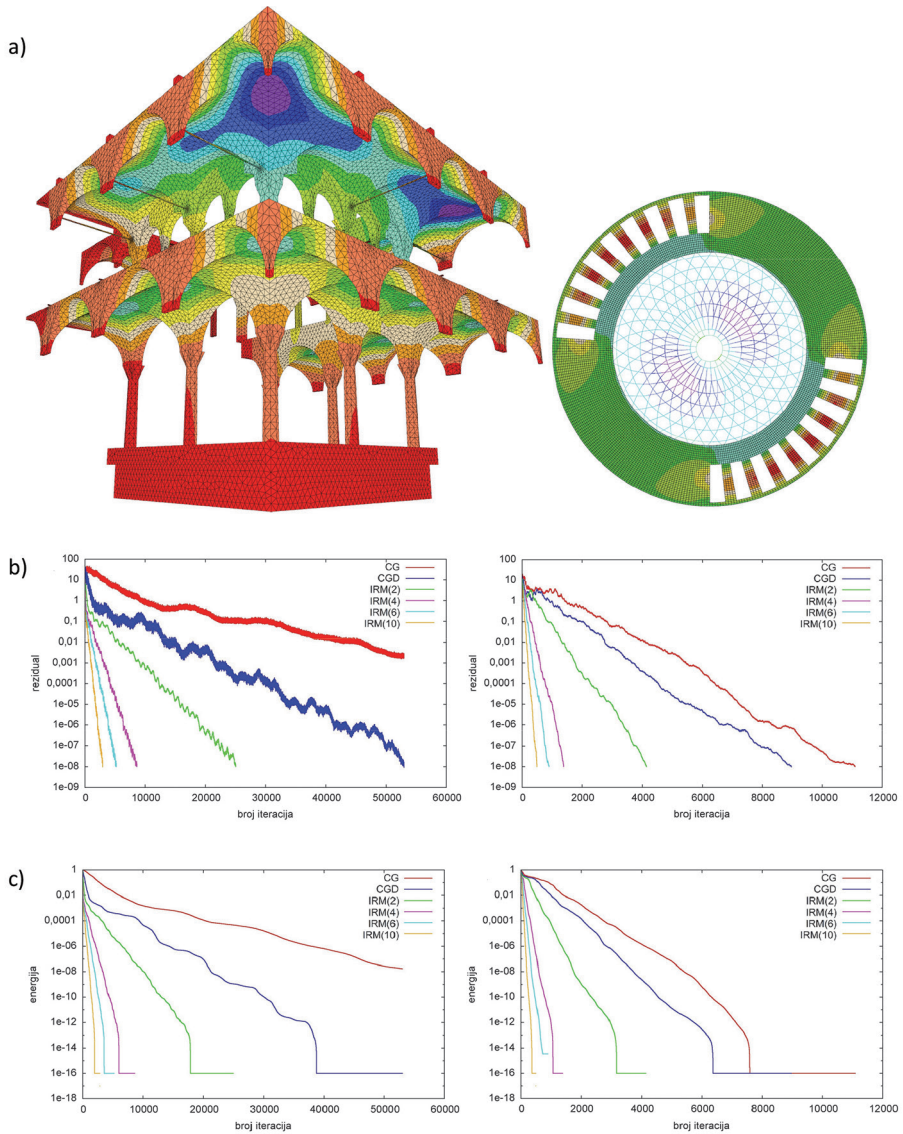 a)
b)
100
10
1
0,1
0,01
0,001
0,0001
1e-05
1e-06
1e-07
1e-08
1e-09
rezidual
0 10000 20000 30000 40000 50000 60000
broj iteracija
CG
CGD
IRM(2)
IRM(4)
IRM(6)
IRM(10)
100
10
1
0,1
0,01
0,001
0,0001
1e-05
1e-06
1e-07
1e-08
1e-09
rezidual
0 2000 4000 6000 8000 10000 12000
broj iteracija
CG
CGD
IRM(2)
IRM(4)
IRM(6)
IRM(10)
c)
1
0,01
0,0001
1e-06
1e-08
1e-10
1e-12
1e-14
1e-16
1e-18
energija
0 10000 20000 30000 40000 50000 60000
broj iteracija
CG
CGD
IRM(2)
IRM(4)
IRM(6)
IRM(10)
1
0,01
0,0001
1e-06
1e-08
1e-10
1e-12
1e-14
1e-16
1e-18
energija
0 2000 4000 6000 8000 10000 12000
broj iteracija
CG
CGD
IRM(2)
IRM(4)
IRM(6)
IRM(10)